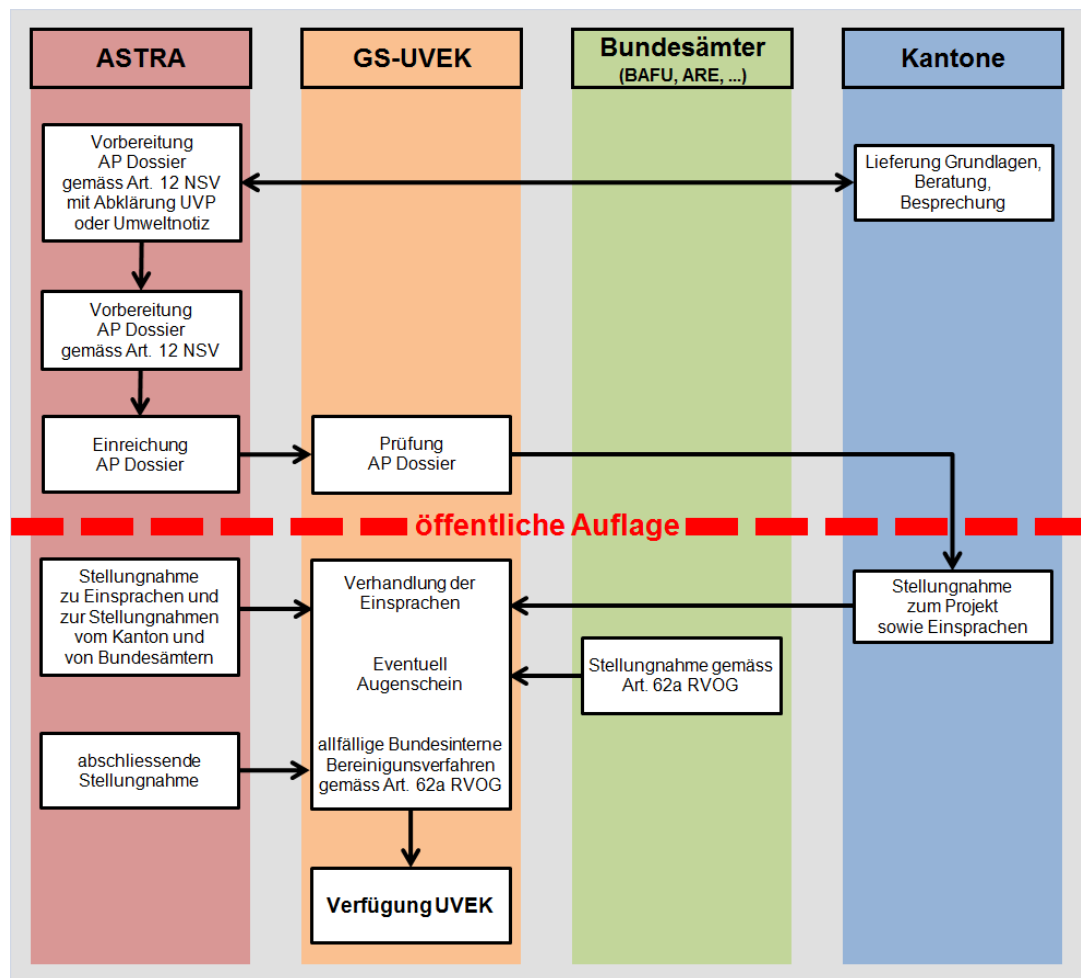 ASTRA
GS-UVEK
Bundesämter
(BAFU, ARE, ...)
Kantone
Vorbereitung
AP Dossier
gemäss Art. 12 NSV
mit Abklärung UVP
oder Umweltnotiz
Lieferung Grundlagen,
Beratung,
Besprechung
Vorbereitung
AP Dossier
gemäss Art. 12 NSV
Einreichung
AP Dossier
Prüfung
AP Dossier
öffentliche Auflage
Stellungnahme
zu Einsprachen und
zur Stellungnahmen
vom Kanton und
von Bundesämtern
Verhandlung der
Einsprachen
Eventuell
Augenschein
allfällige Bundesinterne
Bereinigunsverfahren
gemäss Art. 62a RVOG
Stellungnahme
zum Projekt
sowie Einsprachen
Stellungnahme gemäss
Art. 62a RVOG
abschliessende
Stellungnahme
Verfügung UVEK